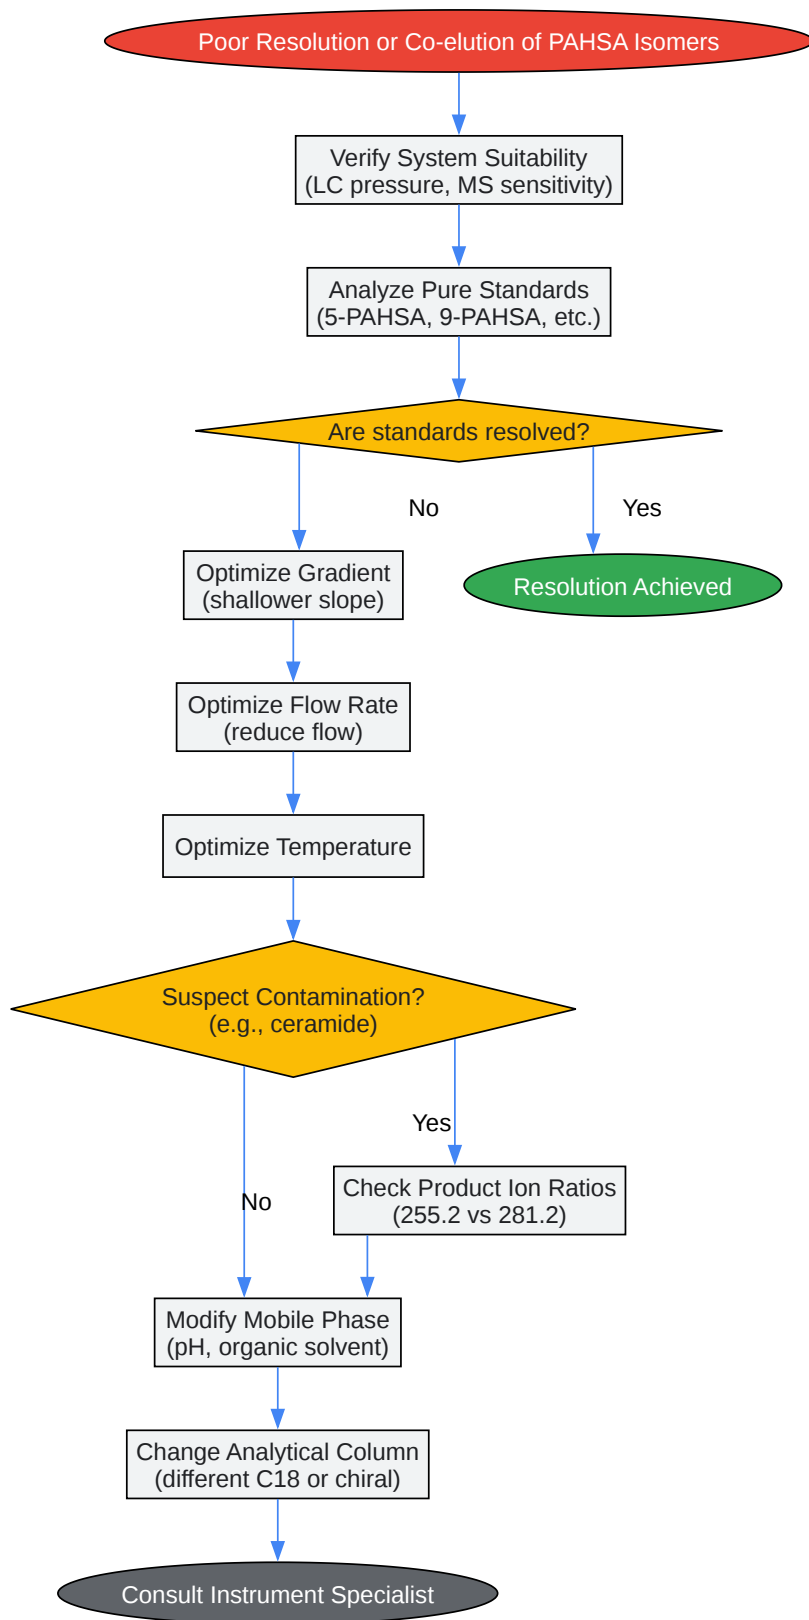 Poor Resolution or Co-elution of PAHSA Isomers
Verify System Suitability
(LC pressure, MS sensitivity)
Analyze Pure Standards
(5-PAHSA, 9-PAHSA, etc.)
Are standards resolved?
No
Yes
Optimize Gradient
(shallower slope)
Resolution Achieved
Optimize Flow Rate
(reduce flow)
Optimize Temperature
Suspect Contamination?
(e.g., ceramide)
Yes
No
Check Product Ion Ratios
(255.2 vs 281.2)
Modify Mobile Phase
(pH, organic solvent)
Change Analytical Column
(different C18 or chiral)
Consult Instrument Specialist